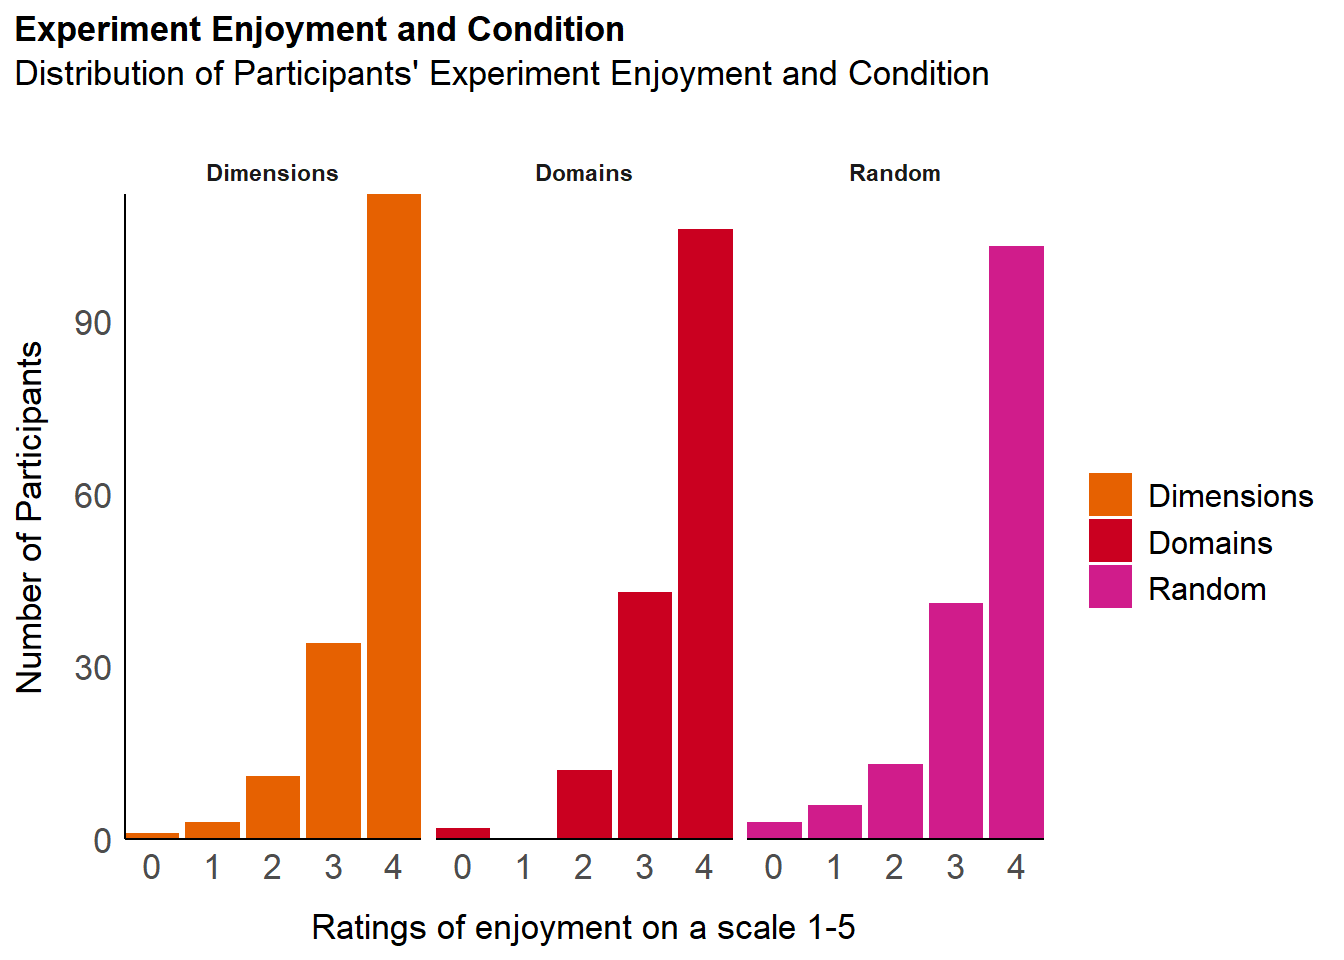 Experiment Enjoyment and Condition
Distribution of Participants' Experiment Enjoyment and Condition
Dimensions Domains Random
90
60
30
0
Number of Participants
0 1 2 3 4 0 1 2 3 4 0 1 2 3 4
Ratings of enjoyment on a scale 1-5
Dimensions
Domains
Random